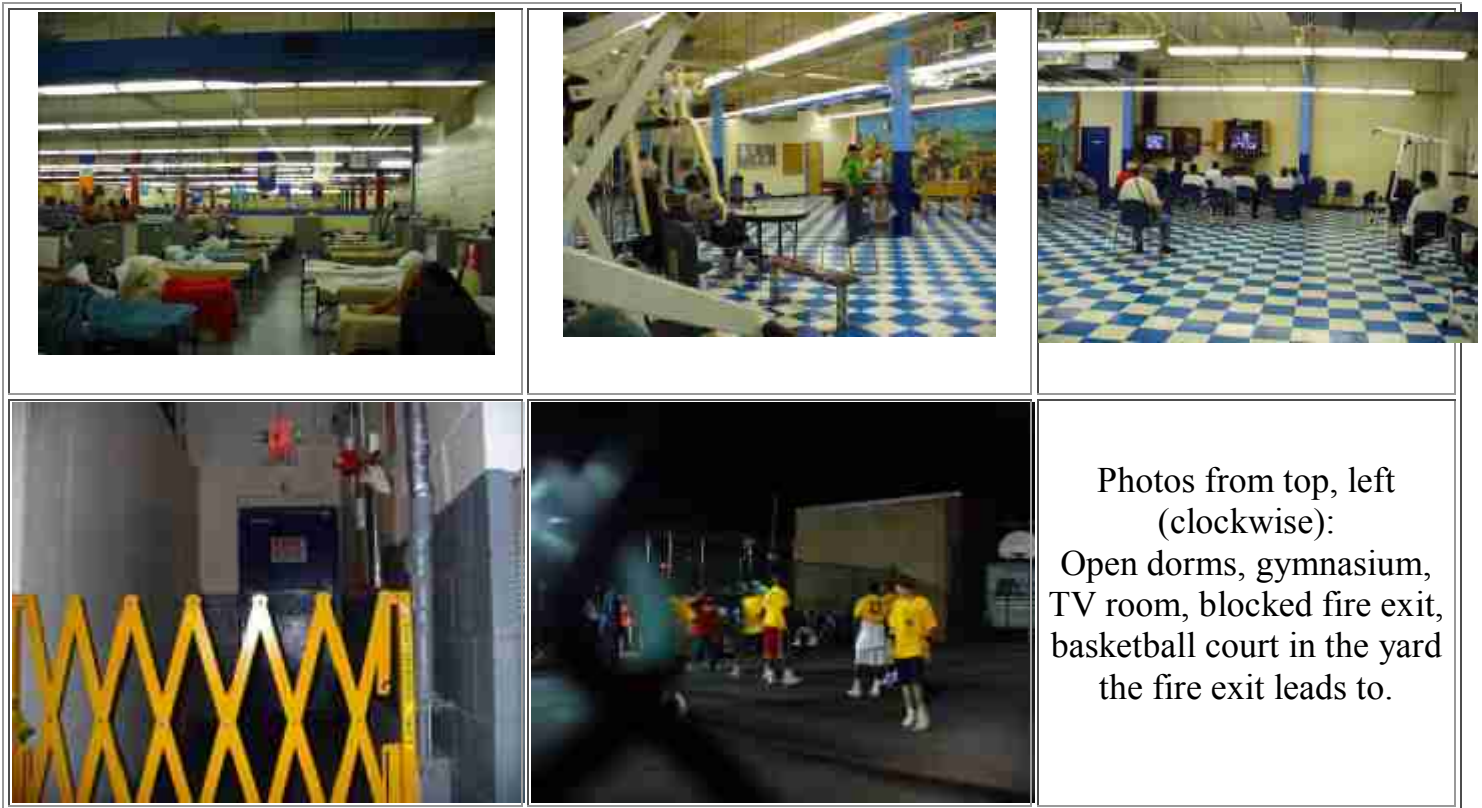 Photos from top, left
(clockwise):
Open dorms, gymnasium,
TV room, blocked fire exit,
basketball court in the yard
the fire exit leads to.